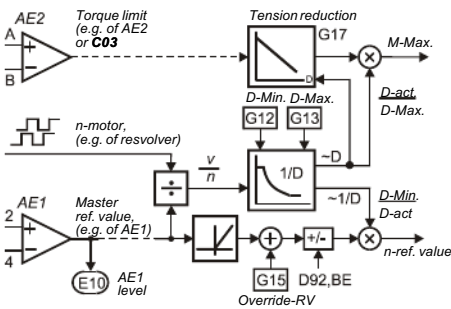 AE2
Torque limit
(e.g. of AE2
or C03
A
+
−
B
Tension reduction
G17
D
M-Max.
D-act
D-Max.
n-motor,
(e.g. of resvolver)
D-Min. D-Max.
G12
G13
v
n
÷
1/D
~D
~1/D
D-Min.
D-act
AE1
Master
ref. value,
(e.g. of AE1)
2
+
−
4
+
+/-
n-ref. value
E10
AE1
level
G15
D92,BE
Override-RV